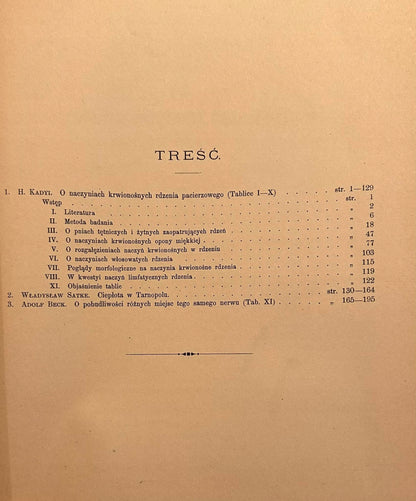 TREŚĆ.
1. H. KADYI. O naczyniach krwionośnych rdzenia pacierzowego (Tablice I—X) . . . . . str. 1—129
Wstęp . . . . . str. 1
I. Literatura . . . . . „ 2
II. Metoda badania . . . . . „ 6
III. O pniach tętniczych i żylnych zaopatrujących rdzeń . . . . . „ 18
IV. O naczyniach krwionośnych opony miękkiej . . . . . „ 47
V. O rozgałęzieniach naczyń krwionośnych w rdzeniu . . . . . „ 77
VI. O naczyniach włosowatych rdzenia . . . . . „ 103
VII. Poglądy morfologiczne na naczynia krwionośne rdzenia . . . . . „ 115
VIII. W kwestyi naczyń limfatycznych rdzenia . . . . . „ 119
XI. Objaśnienie tablic . . . . . „ 122
2. WŁADYSŁAW SATKE. Ciepłota w Tarnopolu . . . . . str. 130—164
3. ADOLF BECK. O pobudliwości różnych miejsc tego samego nerwu (Tab. XI) . . . . . „ 165—195